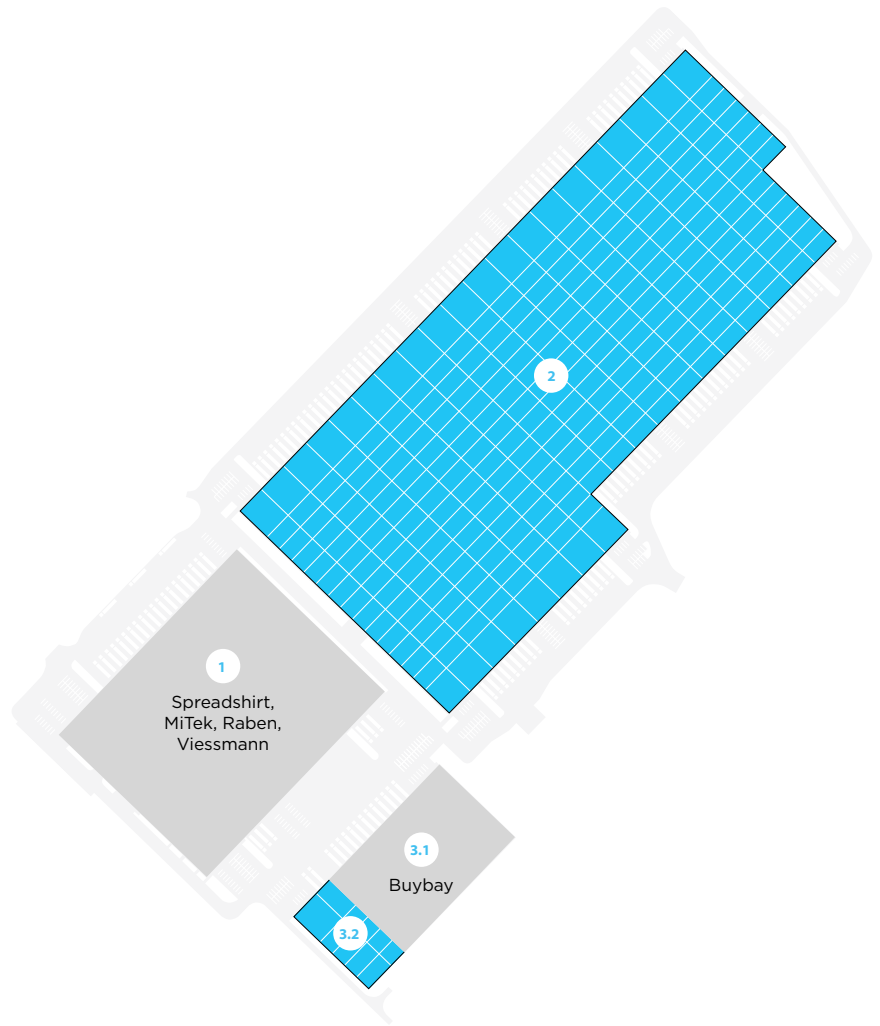 2
1
Spreadshirt,
MiTek, Raben,
Viessmann
3.1
Buybay
3.2